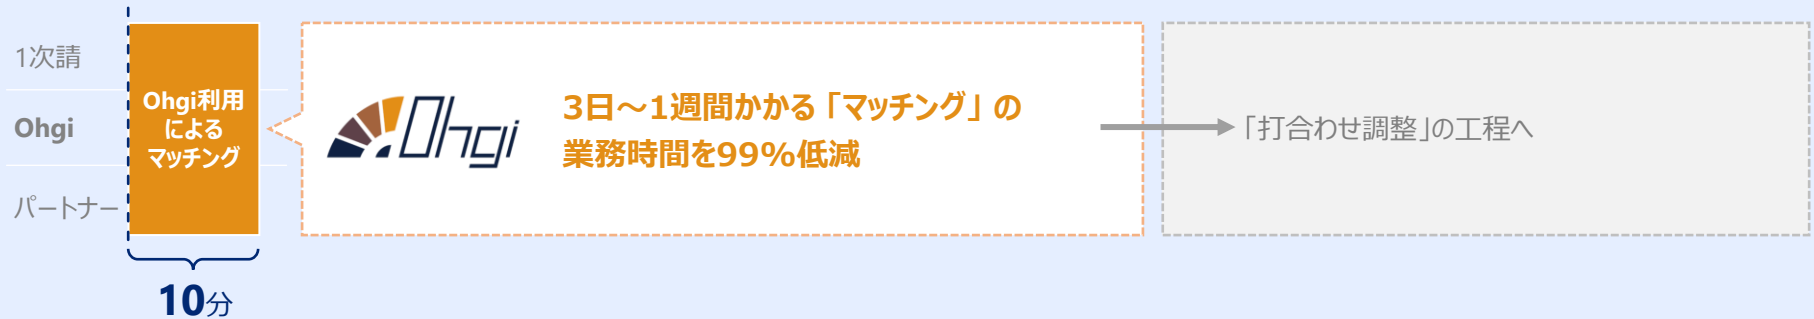 1次請
Ohgi
パートナー
Ohgi利用
による
マッチング
10分
Ohgi
3日～1週間かかる「マッチング」の
業務時間を99%低減
「打合わせ調整」の工程へ